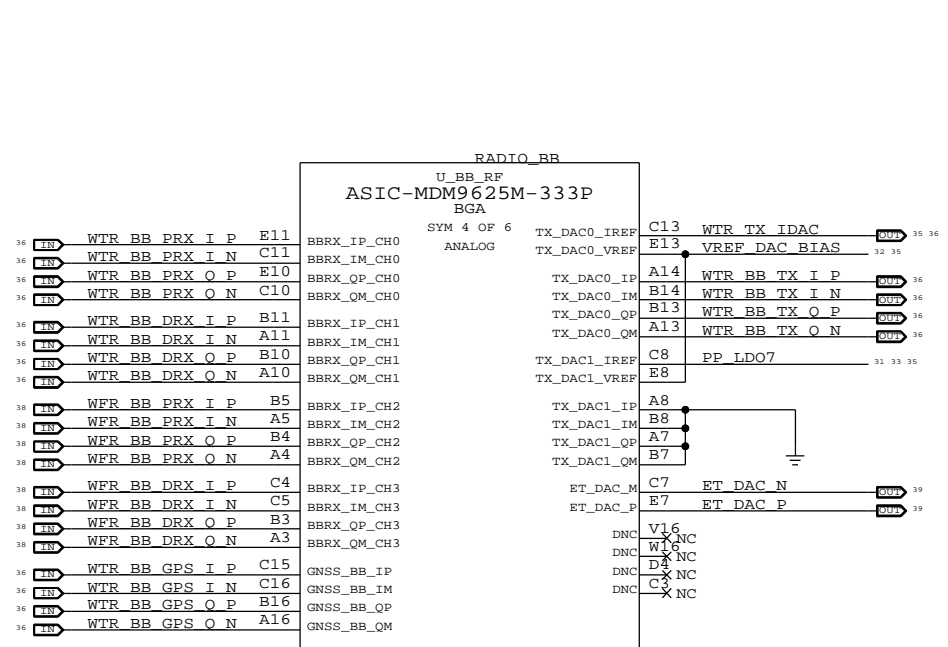 RADIO_BB
U_BB_RF
ASIC-MDM9625M-333P
BGA
SYM 4 OF 6
ANALOG
36 IN WTR_BB_PRX_I_P E11 BBRX_IP_CH0
36 IN WTR_BB_PRX_I_N C11 BBRX_IM_CH0
36 IN WTR_BB_PRX_Q_P E10 BBRX_QP_CH0
36 IN WTR_BB_PRX_Q_N C10 BBRX_QM_CH0
36 IN WTR_BB_DRX_I_P B11 BBRX_IP_CH1
36 IN WTR_BB_DRX_I_N A11 BBRX_IM_CH1
36 IN WTR_BB_DRX_Q_P B10 BBRX_QP_CH1
36 IN WTR_BB_DRX_Q_N A10 BBRX_QM_CH1
38 IN WFR_BB_PRX_I_P B5 BBRX_IP_CH2
38 IN WFR_BB_PRX_I_N A5 BBRX_IM_CH2
38 IN WFR_BB_PRX_Q_P B4 BBRX_QP_CH2
38 IN WFR_BB_PRX_Q_N A4 BBRX_QM_CH2
38 IN WFR_BB_DRX_I_P C4 BBRX_IP_CH3
38 IN WFR_BB_DRX_I_N C5 BBRX_IM_CH3
38 IN WFR_BB_DRX_Q_P B3 BBRX_QP_CH3
38 IN WFR_BB_DRX_Q_N A3 BBRX_QM_CH3
36 IN WTR_BB_GPS_I_P C15 GNSS_BB_IP
36 IN WTR_BB_GPS_I_N C16 GNSS_BB_IM
36 IN WTR_BB_GPS_Q_P B16 GNSS_BB_QP
36 IN WTR_BB_GPS_Q_N A16 GNSS_BB_QM
TX_DAC0_IREF C13 WTR_TX_IDAC OUT 35 36
TX_DAC0_VREF E13 VREF_DAC_BIAS 32 35
TX_DAC0_IP A14 WTR_BB_TX_I_P OUT 36
TX_DAC0_IM B14 WTR_BB_TX_I_N OUT 36
TX_DAC0_QP B13 WTR_BB_TX_Q_P OUT 36
TX_DAC0_QM A13 WTR_BB_TX_Q_N OUT 36
TX_DAC1_IREF C8 PP_LDO7 31 33 35
TX_DAC1_VREF E8
TX_DAC1_IP A8
TX_DAC1_IM B8
TX_DAC1_QP A7
TX_DAC1_QM B7
ET_DAC_M C7 ET_DAC_N OUT 39
ET_DAC_P E7 ET_DAC_P OUT 39
DNC V16 NC
DNC W16 NC
DNC D4 NC
DNC C3 NC